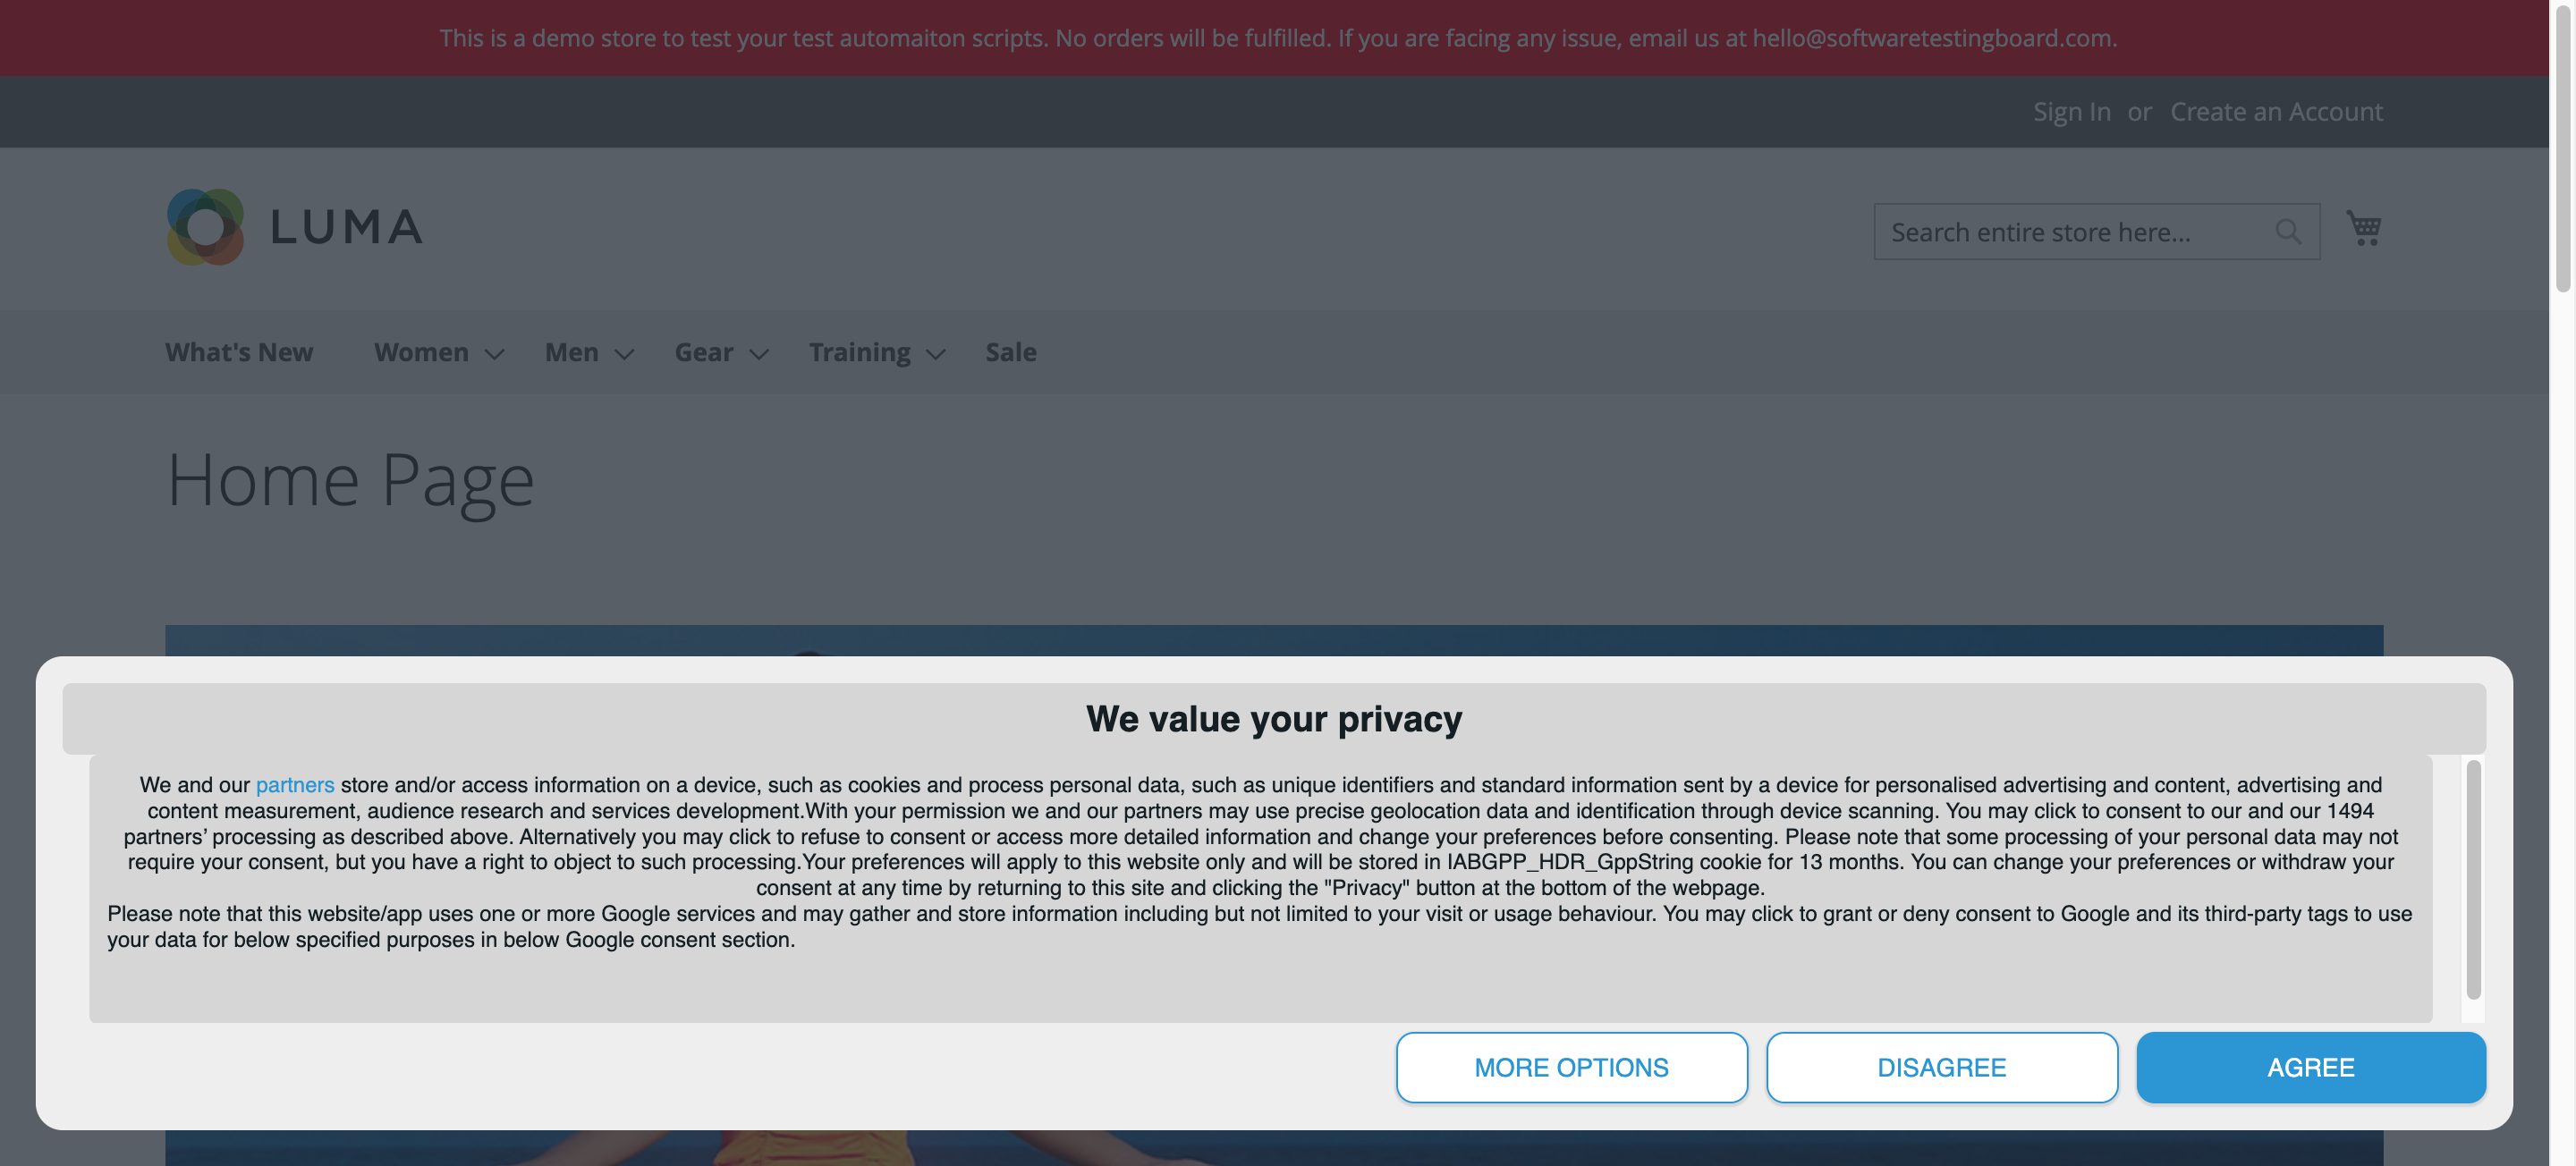 This is a demo store to test your test automaiton scripts. No orders will be fulfilled. If you are facing any issue, email us at hello@softwaretestingboard.com.
Sign In or Create an Account
LUMA
Search entire store here...
What's New Women Men Gear Training Sale
Home Page
We value your privacy
We and our partners store and/or access information on a device, such as cookies and process personal data, such as unique identifiers and standard information sent by a device for personalised advertising and content, advertising and
content measurement, audience research and services development.With your permission we and our partners may use precise geolocation data and identification through device scanning. You may click to consent to our and our 1494
partners’ processing as described above. Alternatively you may click to refuse to consent or access more detailed information and change your preferences before consenting. Please note that some processing of your personal data may not
require your consent, but you have a right to object to such processing.Your preferences will apply to this website only and will be stored in IABGPP_HDR_GppString cookie for 13 months. You can change your preferences or withdraw your
consent at any time by returning to this site and clicking the "Privacy" button at the bottom of the webpage.
Please note that this website/app uses one or more Google services and may gather and store information including but not limited to your visit or usage behaviour. You may click to grant or deny consent to Google and its third-party tags to use
your data for below specified purposes in below Google consent section.
MORE OPTIONS DISAGREE AGREE